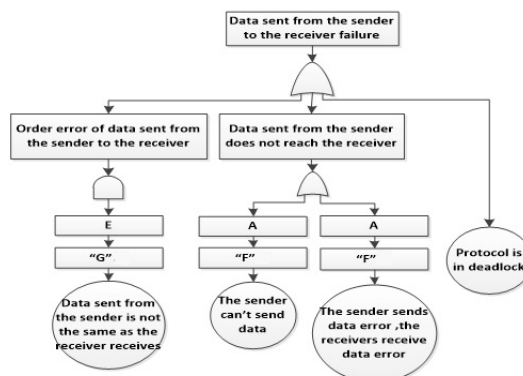 Data sent from the sender
to the receiver failure
Order error of data sent from
the sender to the receiver
Data sent from the sender
does not reach the receiver
E
A
A
"G"
"F"
"F"
Protocol is
in deadlock
Data sent from
the sender is not
the same as the
receiver receives
The sender
can't send
data
The sender sends
data error ,the
receivers receive
data error